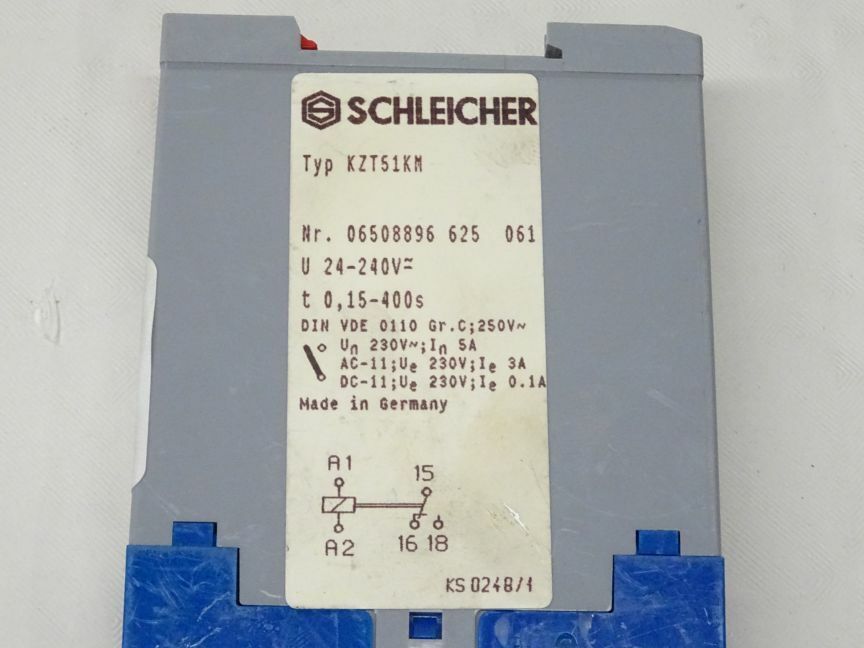 SCHLEICHER
Typ KZT51KM
Nr. 06508896 625 061
U 24-240V≂
t 0,15-400s
DIN VDE 0110 Gr.C;250V~
Un 230V~;In 5A
AC-11;Ue 230V;Ie 3A
DC-11;Ue 230V;Ie 0.1A
Made in Germany
A1
15
A2
16 18
KS 0248/1